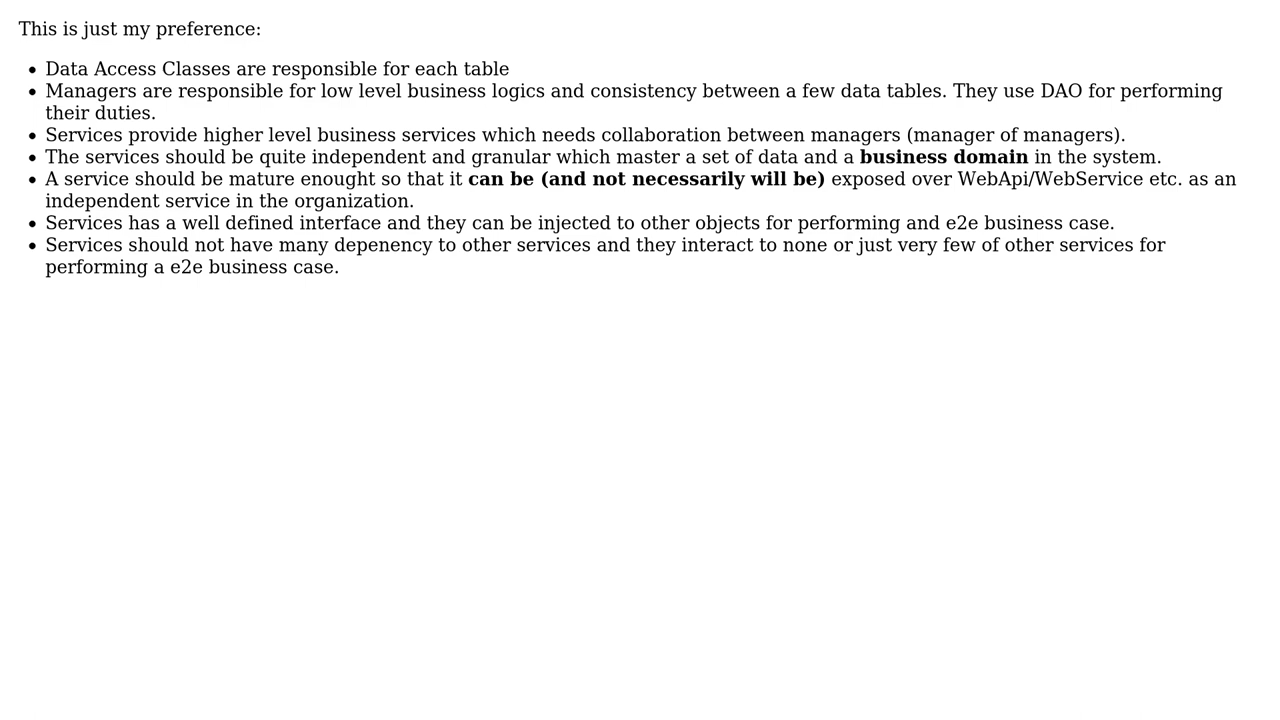 This is just my preference:
• Data Access Classes are responsible for each table
• Managers are responsible for low level business logics and consistency between a few data tables. They use DAO for performing
their duties.
• Services provide higher level business services which needs collaboration between managers (manager of managers).
• The services should be quite independent and granular which master a set of data and a business domain in the system.
• A service should be mature enought so that it can be (and not necessarily will be) exposed over WebApi/WebService etc. as an
independent service in the organization.
• Services has a well defined interface and they can be injected to other objects for performing and e2e business case.
• Services should not have many depenency to other services and they interact to none or just very few of other services for
performing a e2e business case.